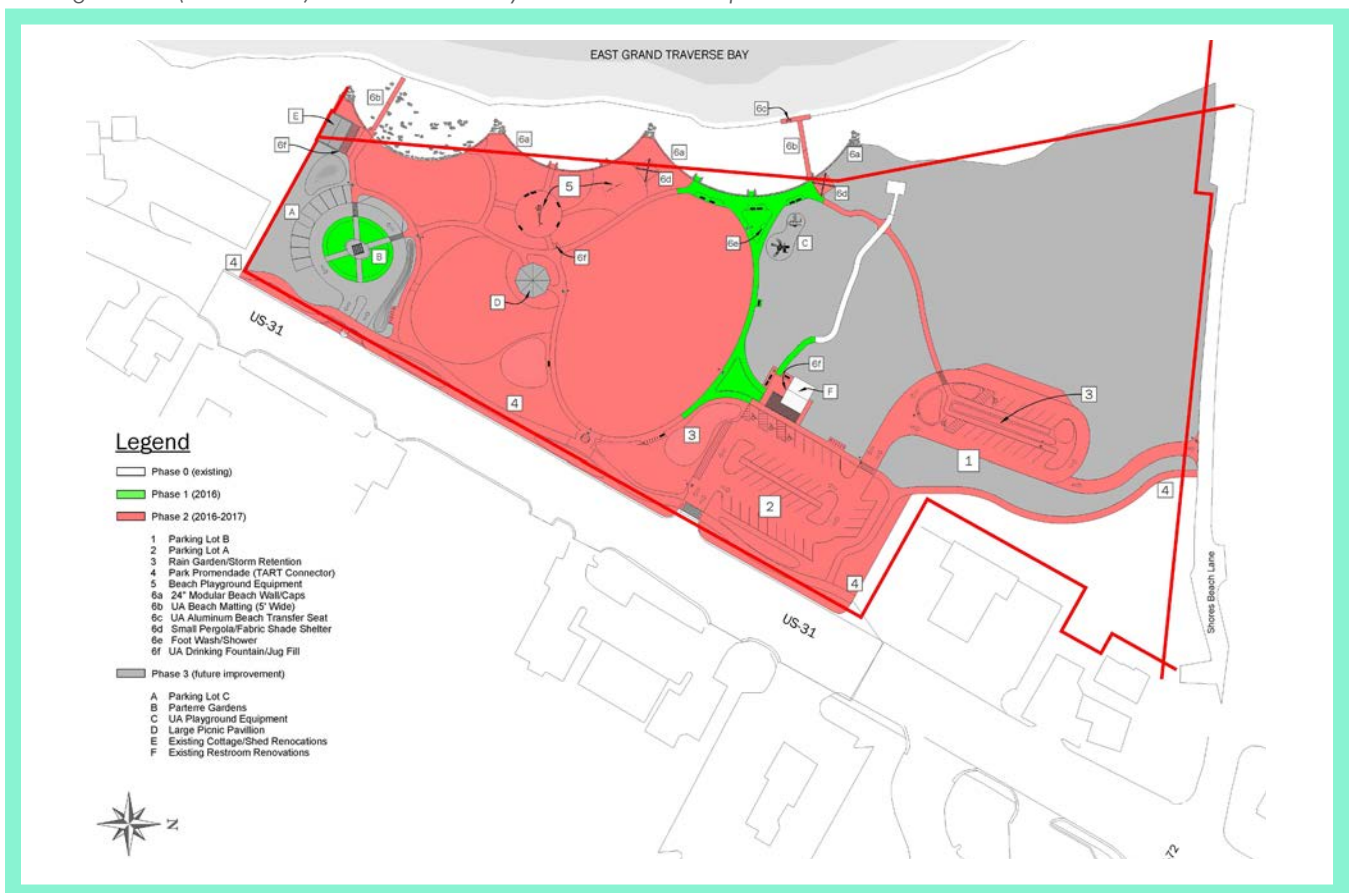 EAST GRAND TRAVERSE BAY
6b
E
6c
6a
6b
6a
6a
6f
5
6d
6d
A
6e
C
B
6f
4
D
US-31
6f
F
3
4
3
1
4
2
Legend
Phase 0 (existing)
Phase 1 (2016)
Phase 2 (2016-2017)
1 Parking Lot B
2 Parking Lot A
3 Rain Garden/Storm Retention
4 Park Promendade (TART Connector)
5 Beach Playground Equipment
6a 24" Modular Beach Wall/Caps
6b UA Beach Matting (5' Wide)
6c UA Aluminum Beach Transfer Seat
6d Small Pergola/Fabric Shade Shelter
6e Foot Wash/Shower
6f UA Drinking Fountain/Jug Fill
Phase 3 (future improvement)
A Parking Lot C
B Parterre Gardens
C UA Playground Equipment
D Large Picnic Pavillion
E Existing Cottage/Shed Renocations
F Existing Restroom Renovations
4
US-31
Shores Beach Lane
72
N